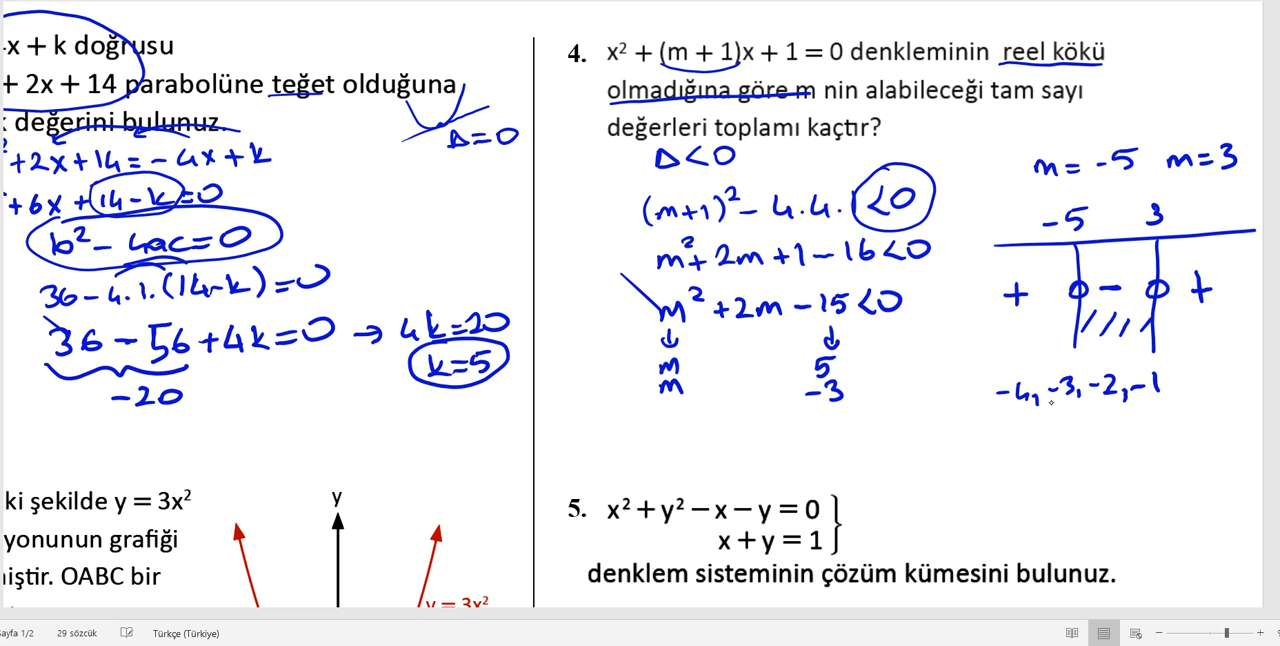 x + k doğrusu
+ 2x + 14 parabolüne teğet olduğuna
değerini bulunuz.
Δ=0
+2x+14=-4x+k
+6x+14-k=0
b²-4ac=0
36-4.1.(14-k)=0
36-56+4k=0 → 4k=20
k=5
-20
ki şekilde y = 3x²
yonunun grafiği
iştir. OABC bir
y
y = 3x²
4. x² + (m + 1)x + 1 = 0 denkleminin reel kökü
olmadığına göre m nin alabileceği tam sayı
değerleri toplamı kaçtır?
Δ<0
(m+1)²-4.4.1<0
m²+2m+1-16<0
m²+2m-15<0
m 5
m -3
m=-5 m=3
-5 3
+ - +
-4,-3,-2,-1
5. x² + y² – x – y = 0
x + y = 1
denklem sisteminin çözüm kümesini bulunuz.
ayfa 1/2 29 sözcük Türkçe (Türkiye)